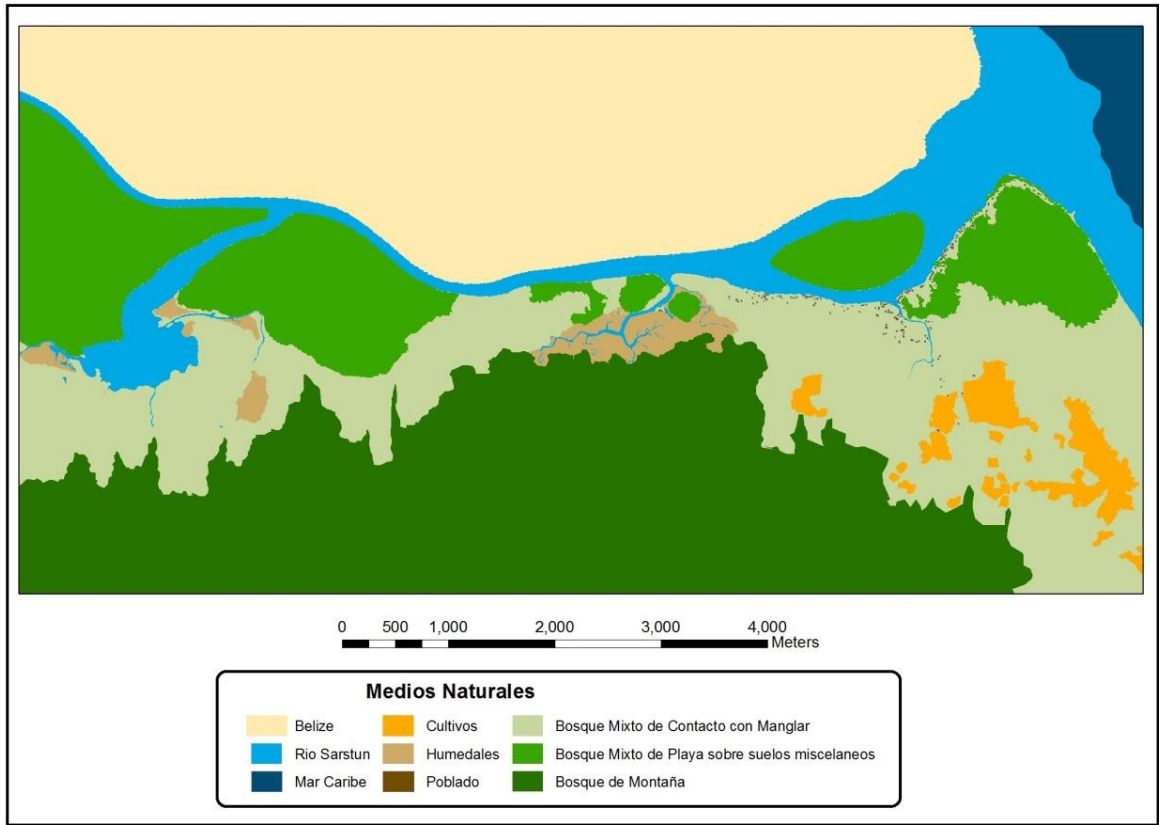 0 500 1,000 2,000 3,000 4,000
Meters
Medios Naturales
Belize Cultivos Bosque Mixto de Contacto con Manglar
Rio Sarstun Humedales Bosque Mixto de Playa sobre suelos miscelaneos
Mar Caribe Poblado Bosque de Montaña